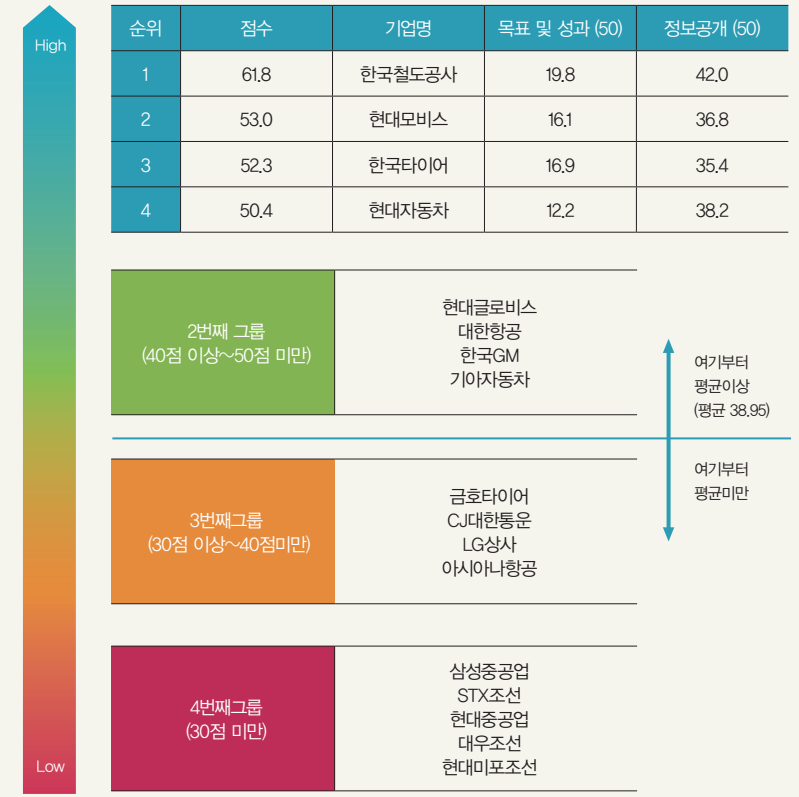 High
순위 점수 기업명 목표 및 성과 (50) 정보공개 (50)
1 61.8 한국철도공사 19.8 42.0
2 53.0 현대모비스 16.1 36.8
3 52.3 한국타이어 16.9 35.4
4 50.4 현대자동차 12.2 38.2
2번째 그룹
(40점 이상~50점 미만)
현대글로비스
대한항공
한국GM
기아자동차
여기부터
평균이상
(평균 38.95)
여기부터
평균미만
3번째그룹
(30점 이상~40점미만)
금호타이어
CJ대한통운
LG상사
아시아나항공
4번째그룹
(30점 미만)
삼성중공업
STX조선
현대중공업
대우조선
현대미포조선
Low